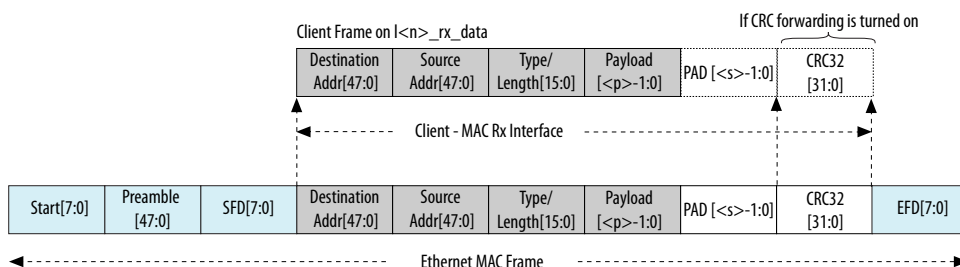 If CRC forwarding is turned on
Client Frame on l<n>_rx_data
Destination
Addr[47:0]
Source
Addr[47:0]
Type/
Length[15:0]
Payload
[<p>-1:0]
PAD [<s>-1:0]
CRC32
[31:0]
Client - MAC Rx Interface
Start[7:0]
Preamble
[47:0]
SFD[7:0]
Destination
Addr[47:0]
Source
Addr[47:0]
Type/
Length[15:0]
Payload
[<p>-1:0]
PAD [<s>-1:0]
CRC32
[31:0]
EFD[7:0]
Ethernet MAC Frame